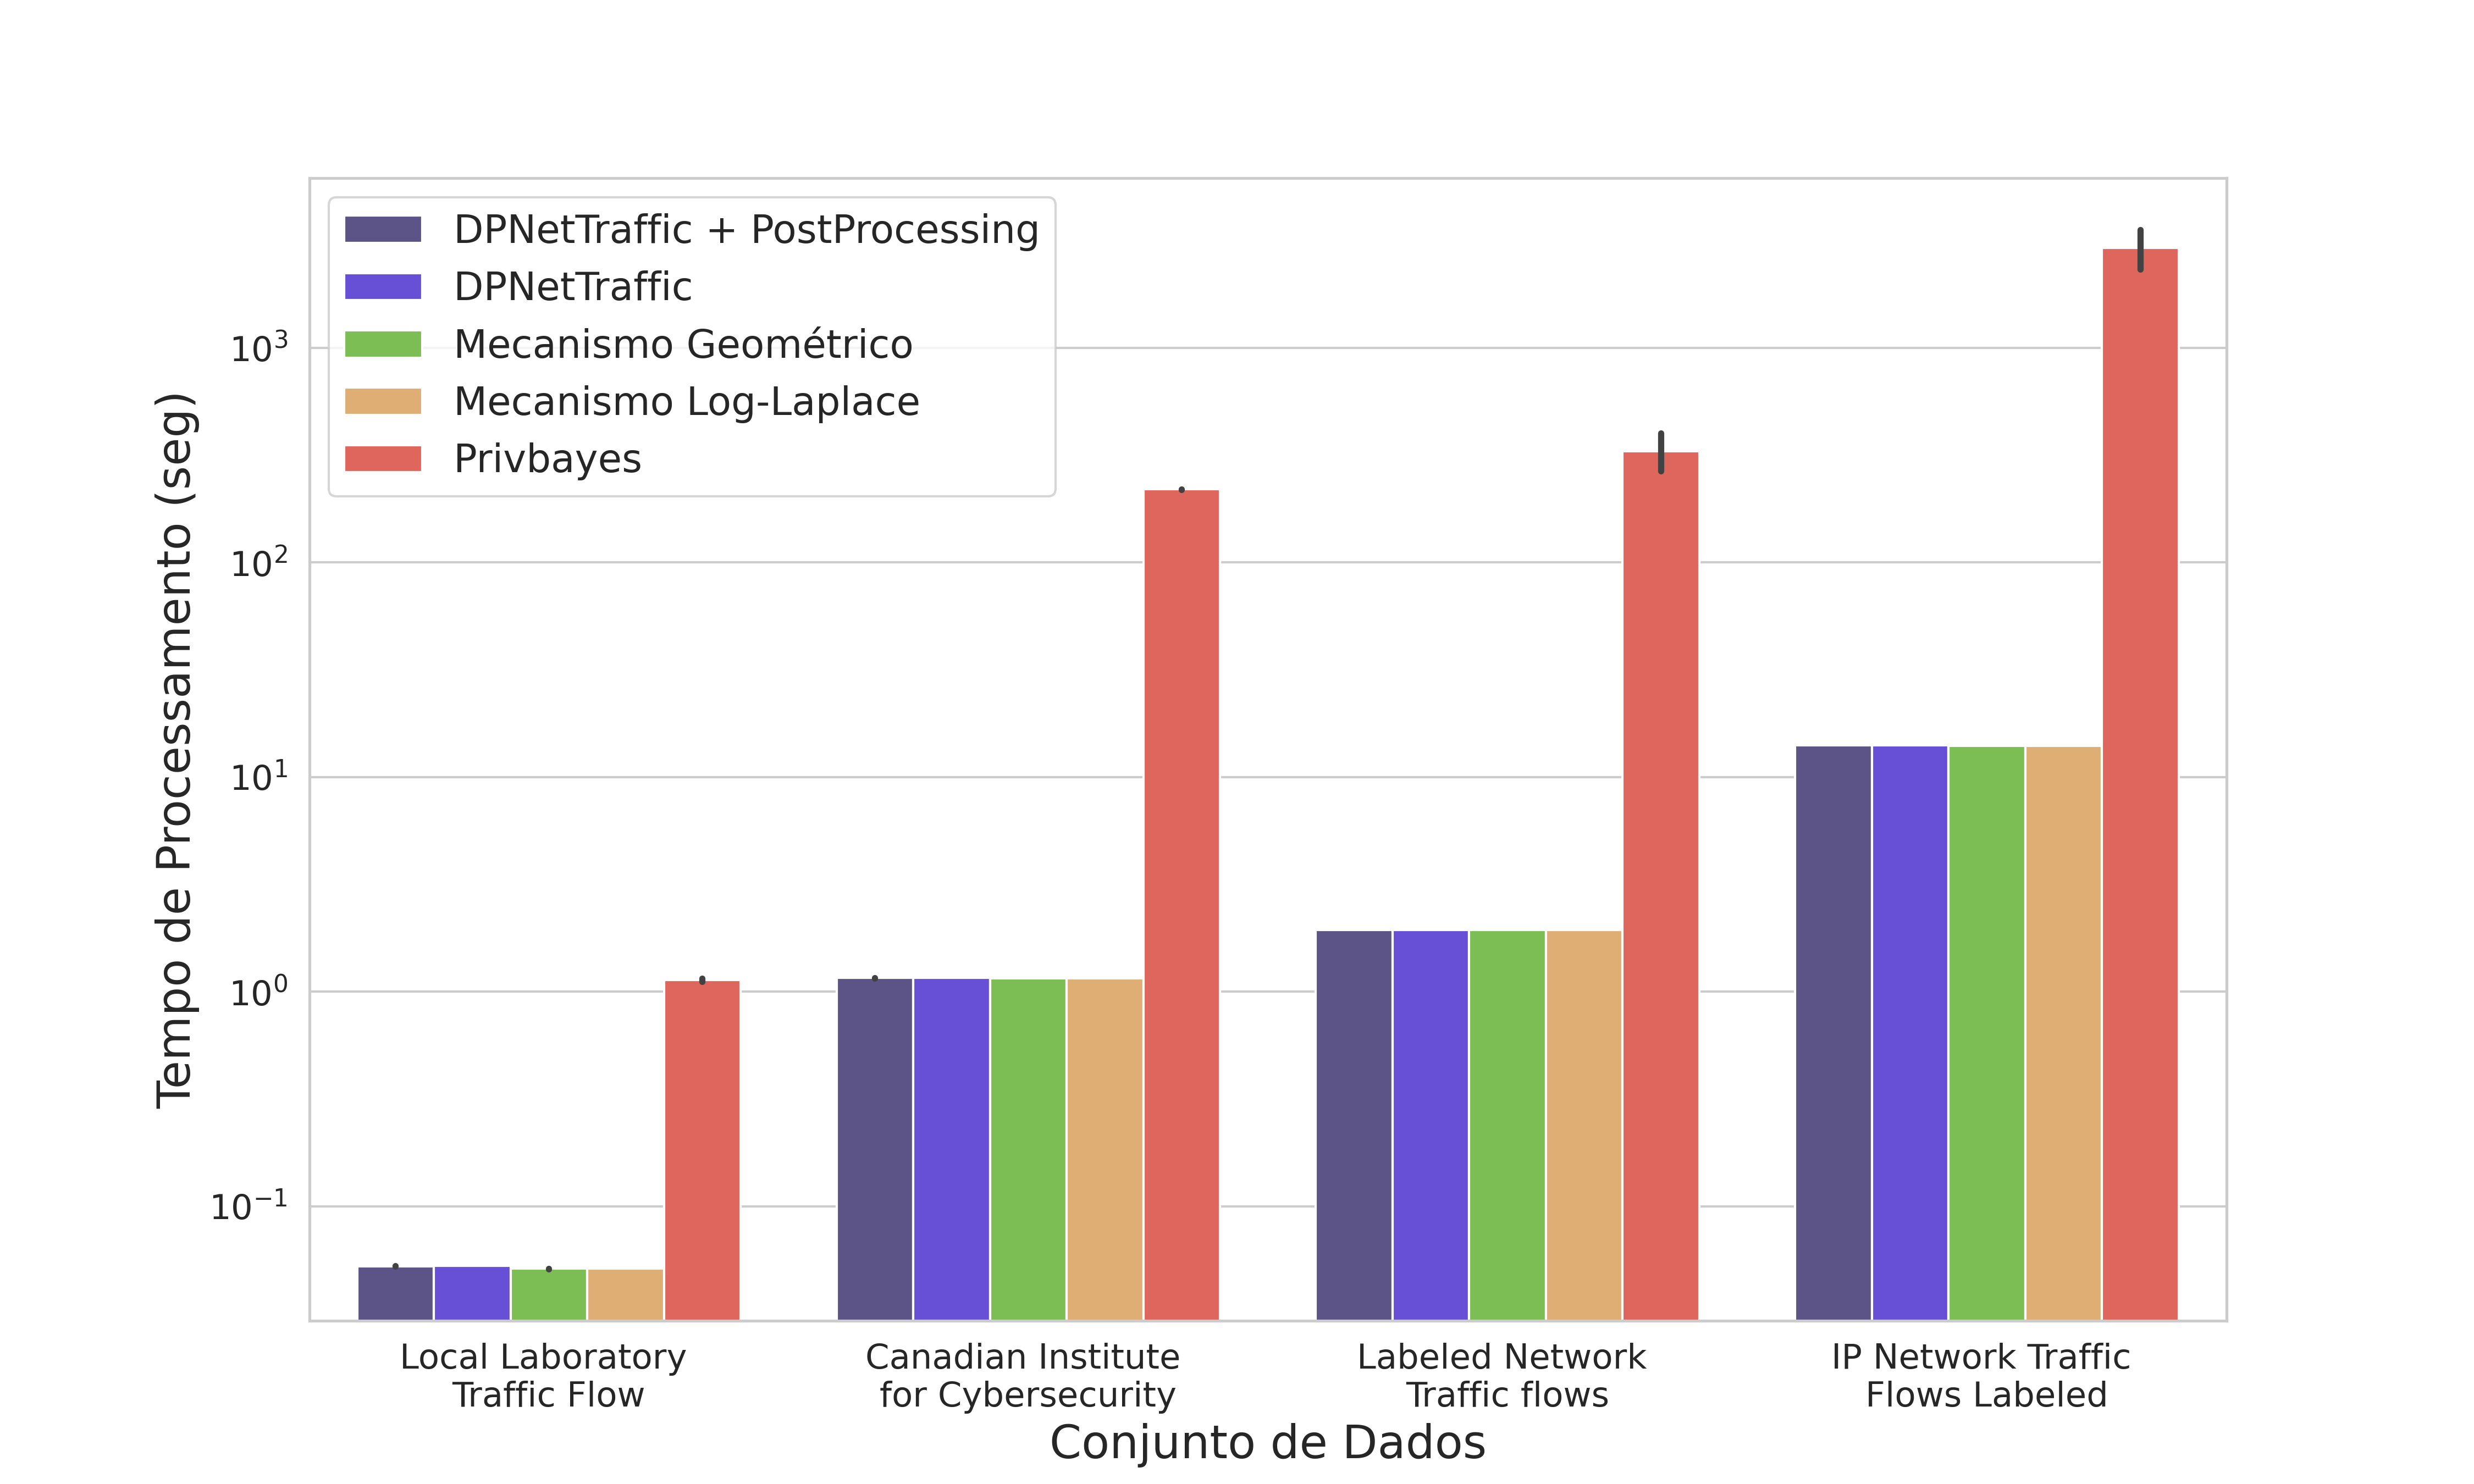 DPNetTraffic + PostProcessing
DPNetTraffic
Mecanismo Geométrico
Mecanismo Log-Laplace
Privbayes
Tempo de Processamento (seg)
10³
10²
10¹
10⁰
10⁻¹
Local Laboratory
Traffic Flow
Canadian Institute
for Cybersecurity
Labeled Network
Traffic flows
IP Network Traffic
Flows Labeled
Conjunto de Dados